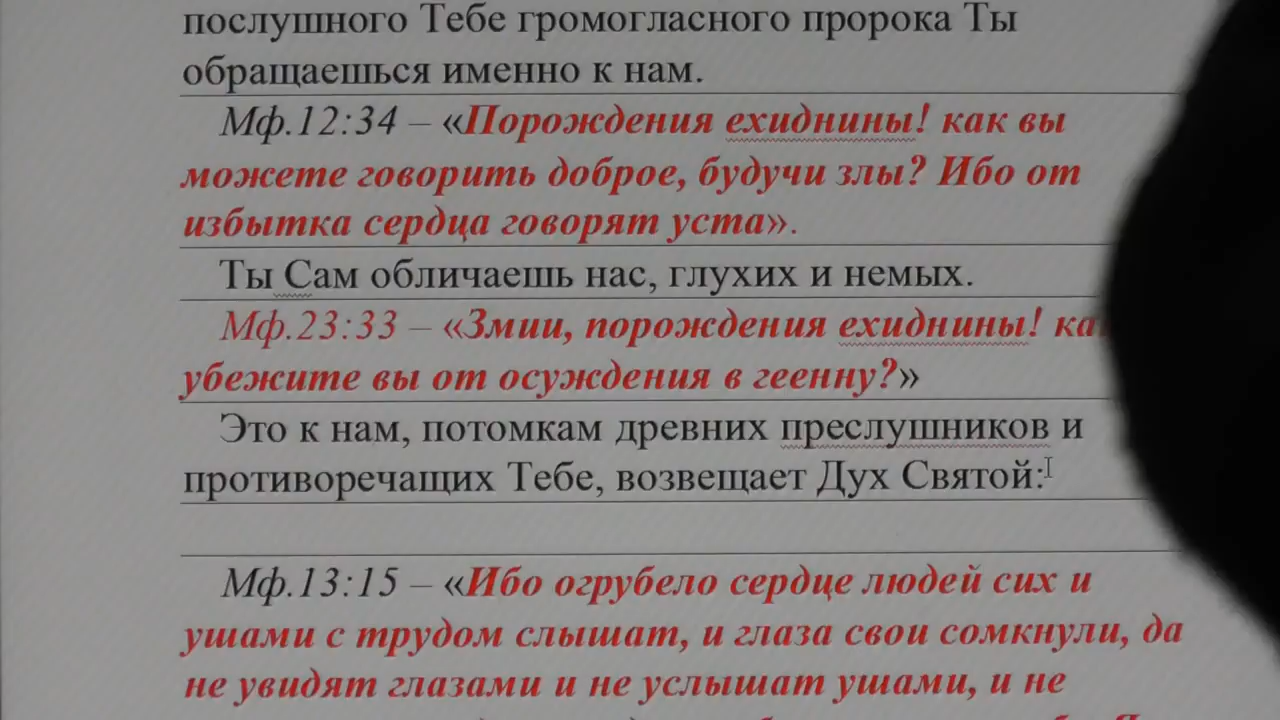 послушного Тебе громогласного пророка Ты
обращаешься именно к нам.
Мф.12:34 – «Порождения ехиднины! как вы
можете говорить доброе, будучи злы? Ибо от
избытка сердца говорят уста».
Ты Сам обличаешь нас, глухих и немых.
Мф.23:33 – «Змии, порождения ехиднины!
убежите вы от осуждения в геенну?»
Это к нам, потомкам древних преслушников и
противоречащих Тебе, возвещает Дух Святой:
Мф.13:15 – «Ибо огрубело сердце людей сих и
ушами с трудом слышат, и глаза свои сомкнули, да
не увидят глазами и не услышат ушами, и не